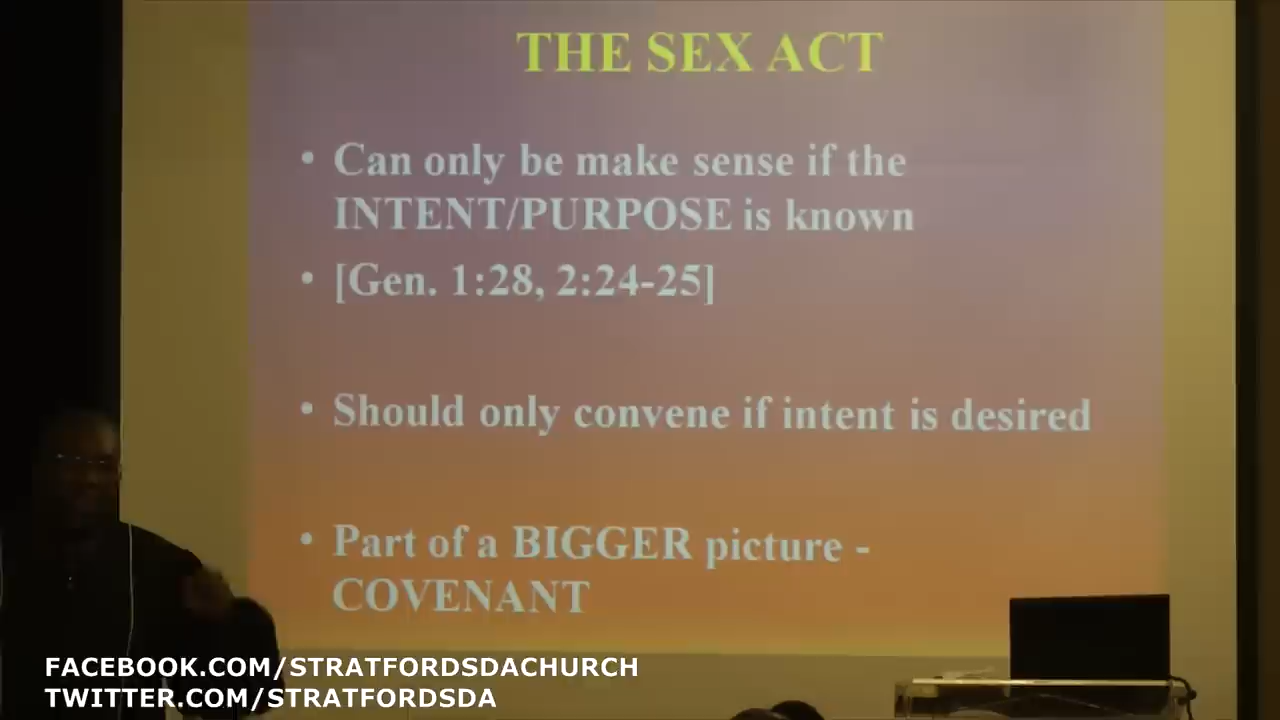 THE SEX ACT
• Can only be make sense if the
INTENT/PURPOSE is known
• [Gen. 1:28, 2:24-25]
• Should only convene if intent is desired
• Part of a BIGGER picture -
COVENANT
FACEBOOK.COM/STRATFORDSDACHURCH
TWITTER.COM/STRATFORDSDA